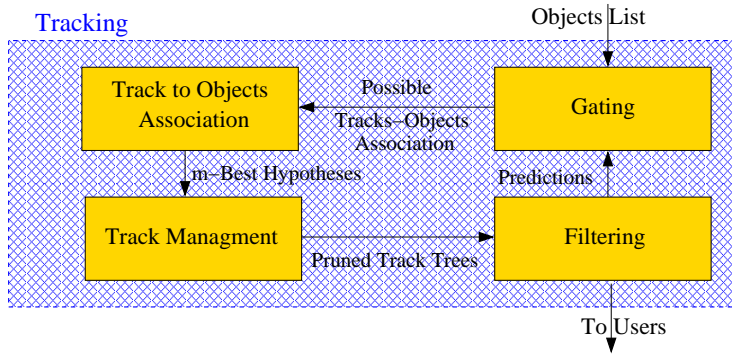 Objects List
Tracking
Track to Objects
Association
Possible
Tracks−Objects
Association
Gating
m−Best Hypotheses
Predictions
Track Managment
Pruned Track Trees
Filtering
To Users